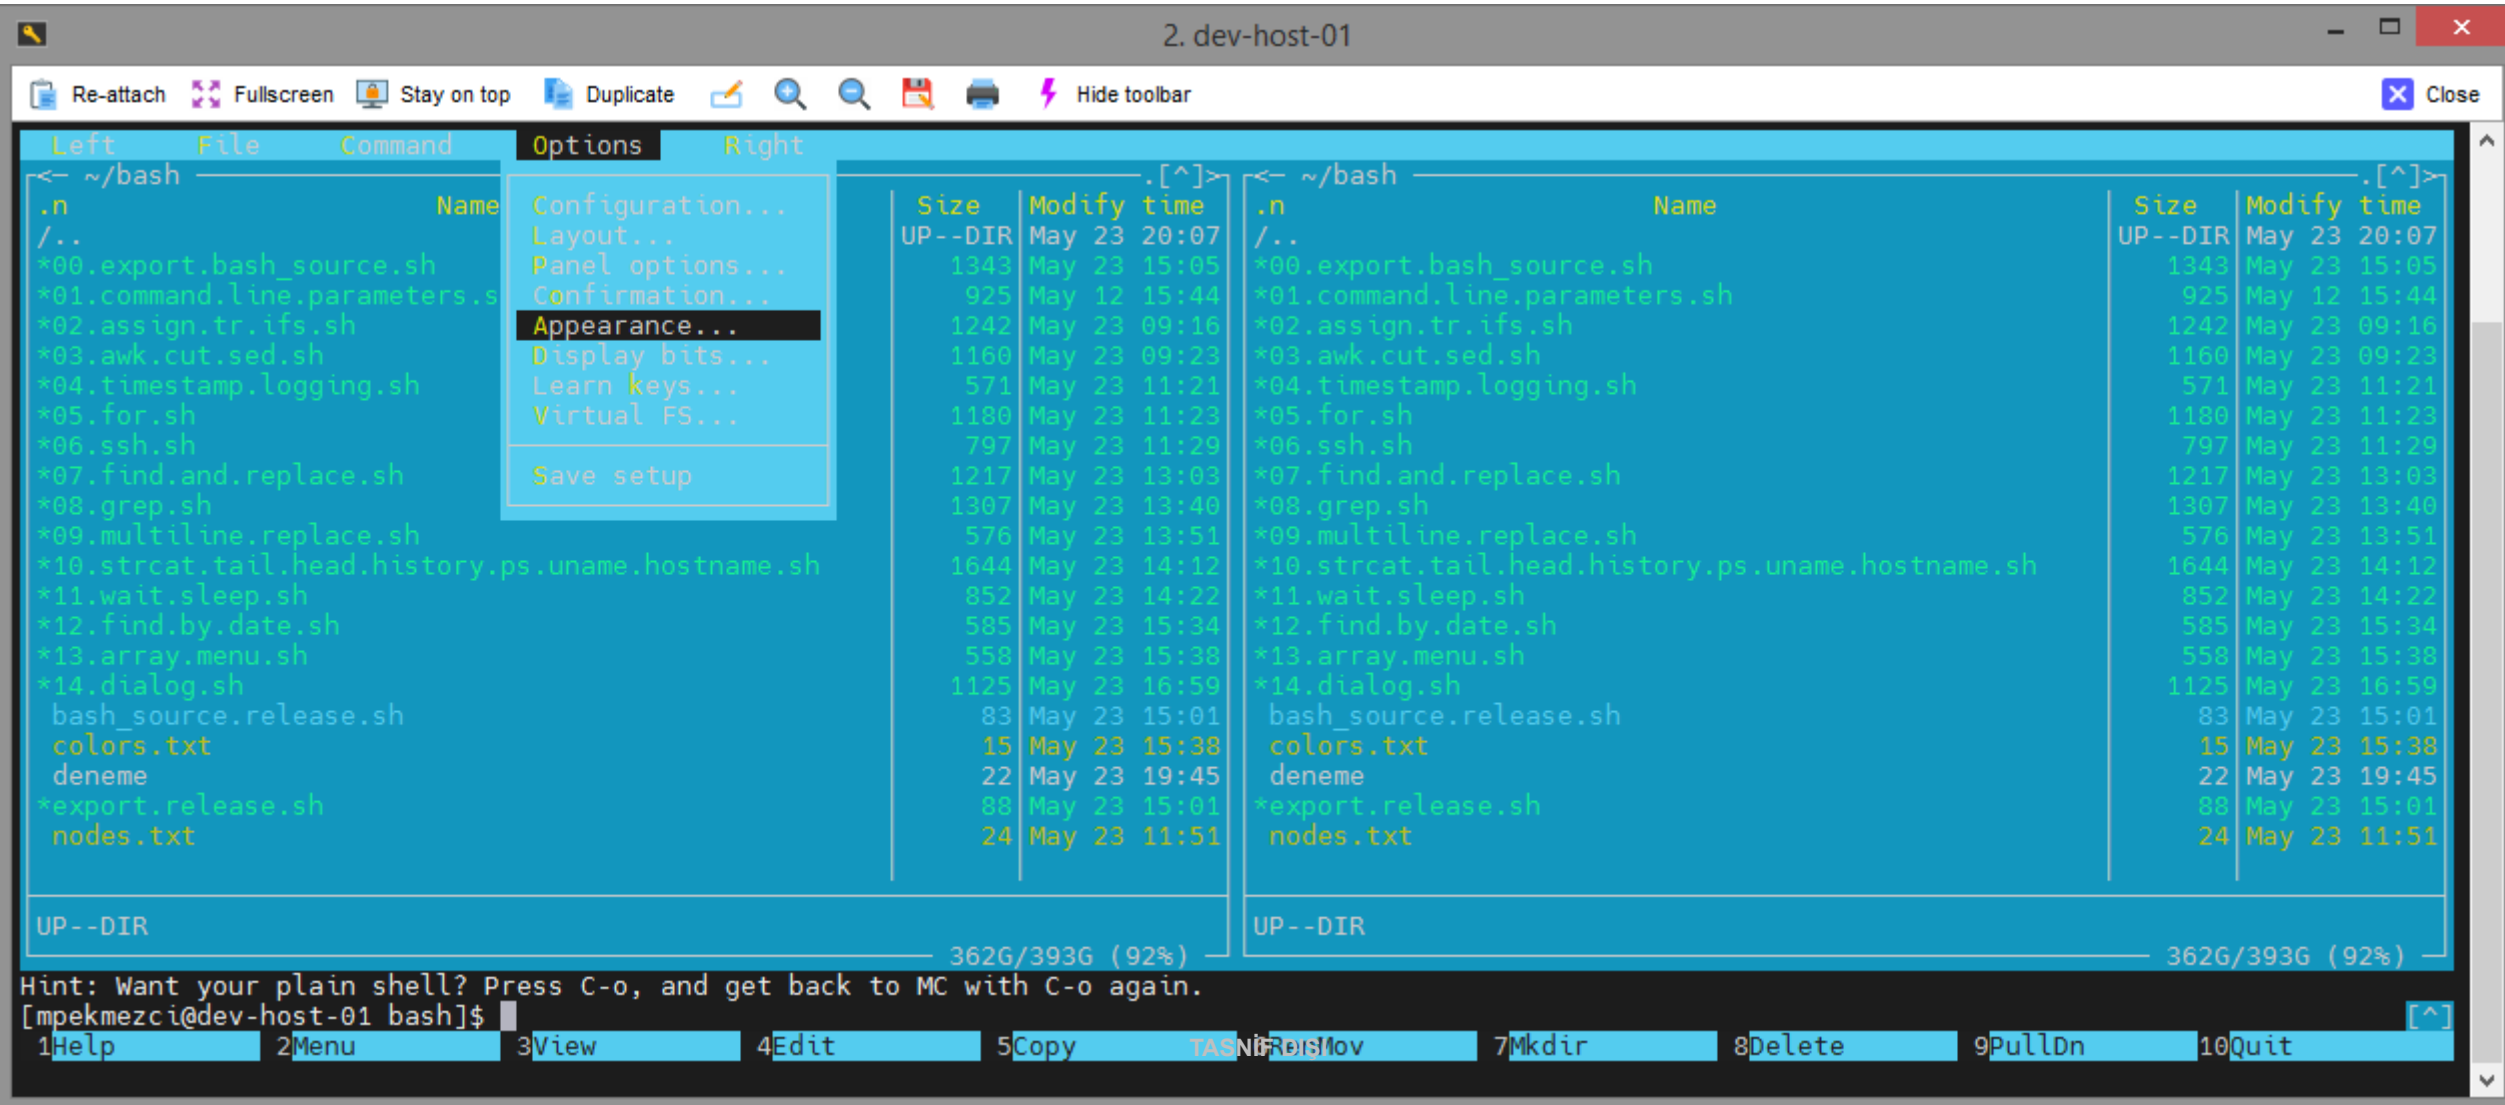 2. dev-host-01
Re-attach Fullscreen Stay on top Duplicate Hide toolbar Close
Left File Command Options Right
<─ ~/bash .[^]> <─ ~/bash .[^]>
.n Name Configuration... Size Modify time .n Name Size Modify time
/.. Layout... UP--DIR May 23 20:07 /.. UP--DIR May 23 20:07
*00.export.bash_source.sh Panel options... 1343 May 23 15:05 *00.export.bash_source.sh 1343 May 23 15:05
*01.command.line.parameters.s Confirmation... 925 May 12 15:44 *01.command.line.parameters.sh 925 May 12 15:44
*02.assign.tr.ifs.sh Appearance... 1242 May 23 09:16 *02.assign.tr.ifs.sh 1242 May 23 09:16
*03.awk.cut.sed.sh Display bits... 1160 May 23 09:23 *03.awk.cut.sed.sh 1160 May 23 09:23
*04.timestamp.logging.sh Learn keys... 571 May 23 11:21 *04.timestamp.logging.sh 571 May 23 11:21
*05.for.sh Virtual FS... 1180 May 23 11:23 *05.for.sh 1180 May 23 11:23
*06.ssh.sh 797 May 23 11:29 *06.ssh.sh 797 May 23 11:29
*07.find.and.replace.sh Save setup 1217 May 23 13:03 *07.find.and.replace.sh 1217 May 23 13:03
*08.grep.sh 1307 May 23 13:40 *08.grep.sh 1307 May 23 13:40
*09.multiline.replace.sh 576 May 23 13:51 *09.multiline.replace.sh 576 May 23 13:51
*10.strcat.tail.head.history.ps.uname.hostname.sh 1644 May 23 14:12 *10.strcat.tail.head.history.ps.uname.hostname.sh 1644 May 23 14:12
*11.wait.sleep.sh 852 May 23 14:22 *11.wait.sleep.sh 852 May 23 14:22
*12.find.by.date.sh 585 May 23 15:34 *12.find.by.date.sh 585 May 23 15:34
*13.array.menu.sh 558 May 23 15:38 *13.array.menu.sh 558 May 23 15:38
*14.dialog.sh 1125 May 23 16:59 *14.dialog.sh 1125 May 23 16:59
bash_source.release.sh 83 May 23 15:01 bash_source.release.sh 83 May 23 15:01
colors.txt 15 May 23 15:38 colors.txt 15 May 23 15:38
deneme 22 May 23 19:45 deneme 22 May 23 19:45
*export.release.sh 88 May 23 15:01 *export.release.sh 88 May 23 15:01
nodes.txt 24 May 23 11:51 nodes.txt 24 May 23 11:51
UP--DIR UP--DIR
362G/393G (92%) 362G/393G (92%)
Hint: Want your plain shell? Press C-o, and get back to MC with C-o again.
[mpekmezci@dev-host-01 bash]$ [^]
1Help 2Menu 3View 4Edit 5Copy 6RenMov 7Mkdir 8Delete 9PullDn 10Quit
TASNİF DIŞI